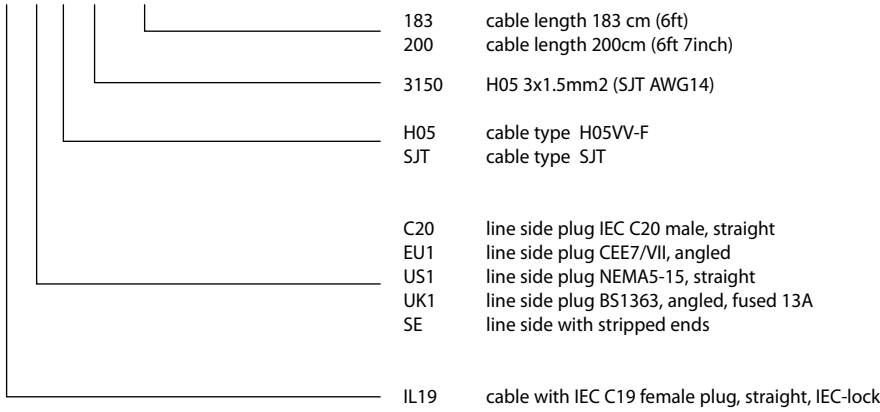 183 cable length 183 cm (6ft)
200 cable length 200cm (6ft 7inch)
3150 H05 3x1.5mm2 (SJT AWG14)
H05 cable type H05VV-F
SJT cable type SJT
C20 line side plug IEC C20 male, straight
EU1 line side plug CEE7/VII, angled
US1 line side plug NEMA5-15, straight
UK1 line side plug BS1363, angled, fused 13A
SE line side with stripped ends
IL19 cable with IEC C19 female plug, straight, IEC-lock